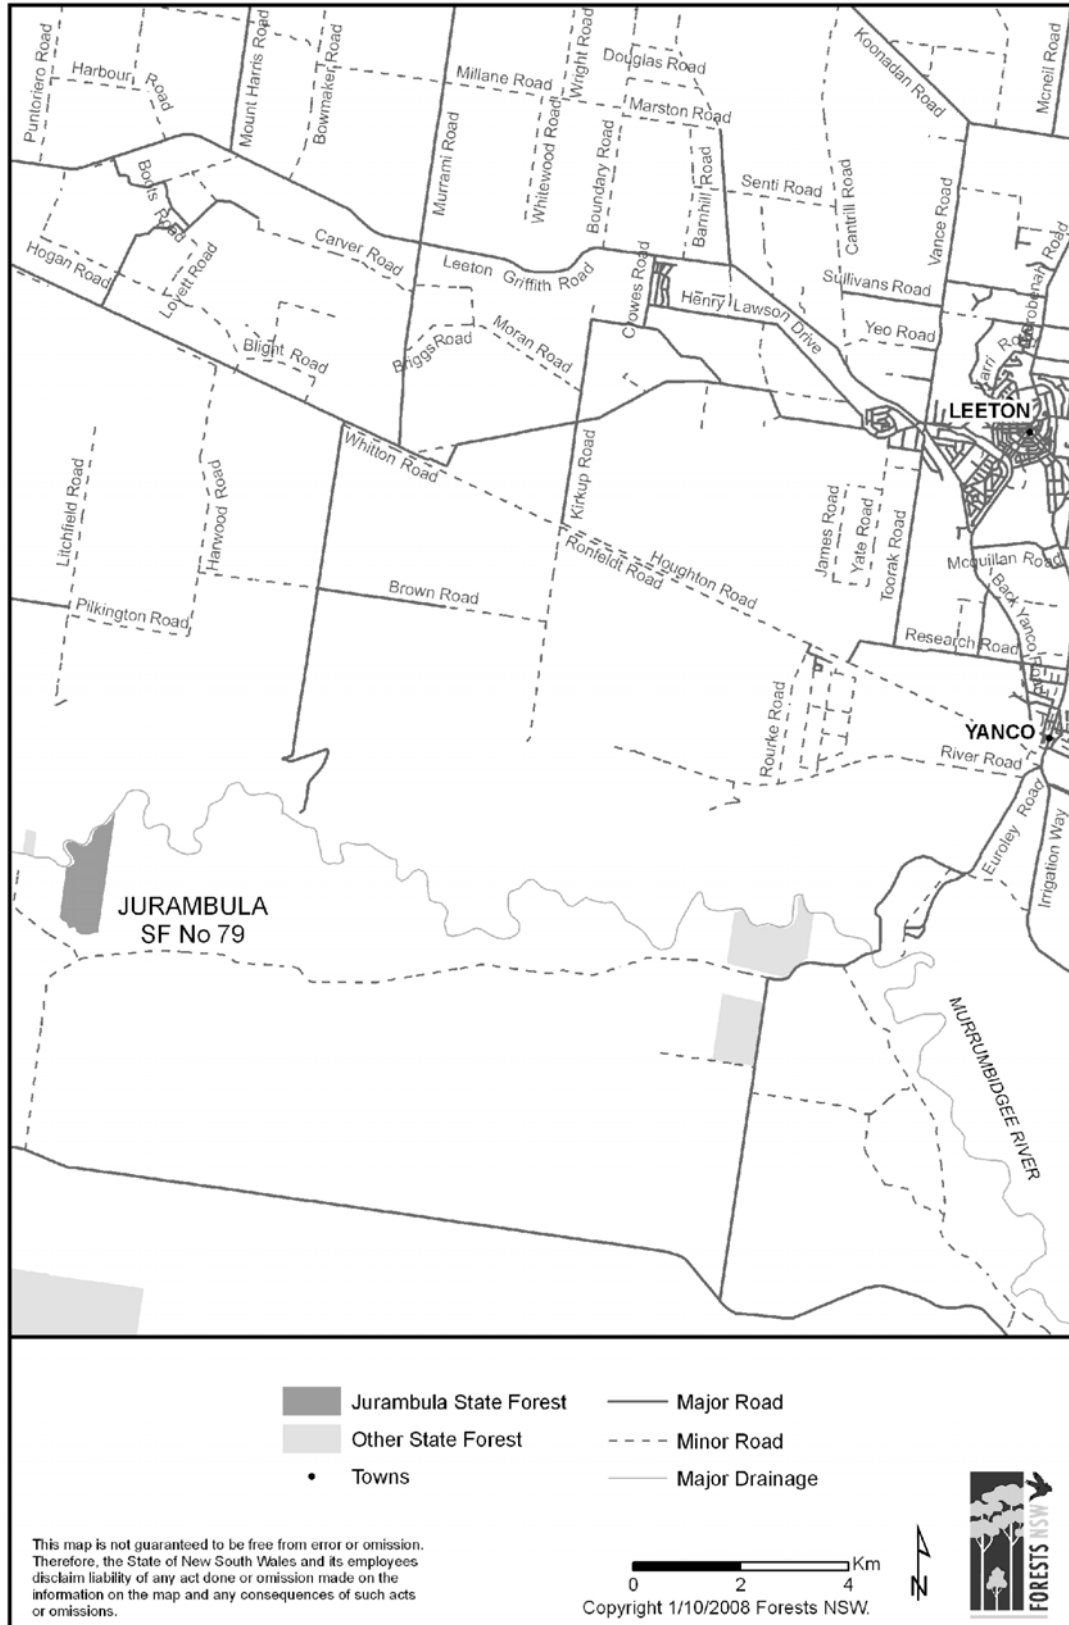 Puntoriero Road
Harbour Road
Mount Harris Road
Bowmaker Road
Murrami Road
Millane Road
Wright Road
Whitewood Road
Douglas Road
Marston Road
Boundary Road
Barnhill Road
Senti Road
Cantrill Road
Koonadan Road
Mcneil Road
Vance Road
Boots Road
Hogan Road
Lovett Road
Carver Road
Leeton Griffith Road
Crowes Road
Henry Lawson Drive
Sullivans Road
Yeo Road
Blight Road
Briggs Road
Moran Road
LEETON
Whitton Road
Kirkup Road
Litchfield Road
Harwood Road
James Road
Yate Road
Toorak Road
Ronfeldt Road
Houghton Road
Mcquillan Road
Back Yanco Road
Brown Road
Pilkington Road
Research Road
Rourke Road
YANCO
River Road
Euroley Road
Irrigation Way
JURAMBULA
SF No 79
MURRUMBIDGEE RIVER
Jurambula State Forest
Other State Forest
Towns
Major Road
Minor Road
Major Drainage
This map is not guaranteed to be free from error or omission.
Therefore, the State of New South Wales and its employees
disclaim liability of any act done or omission made on the
information on the map and any consequences of such acts
or omissions.
0 2 4 Km
Copyright 1/10/2008 Forests NSW.
N
FORESTS NSW